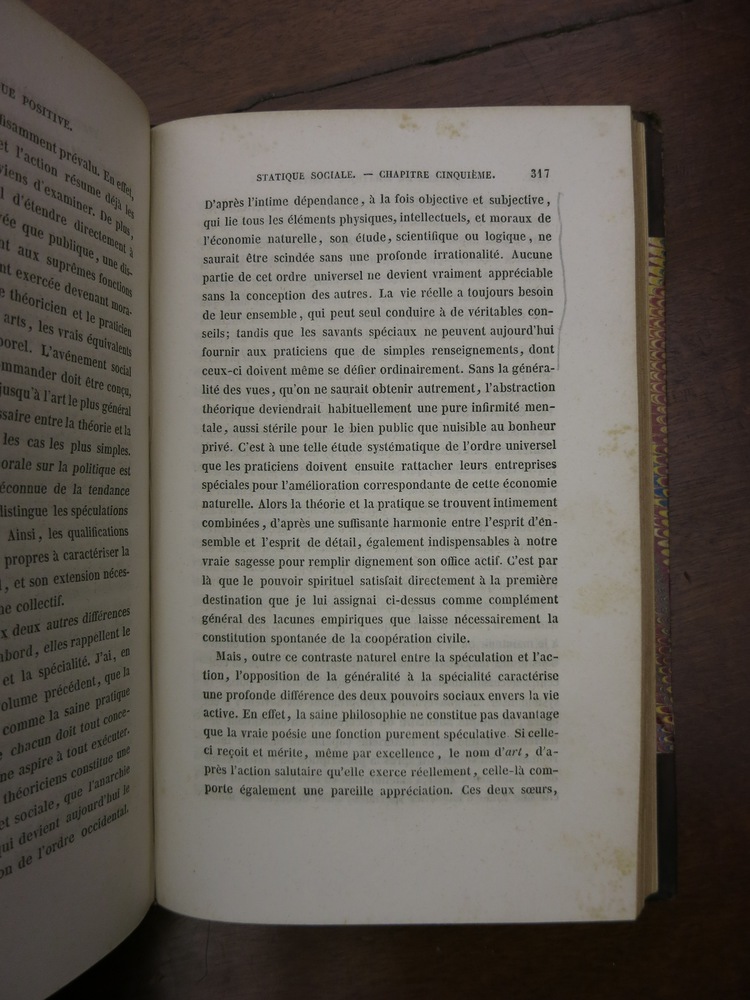 UE POSITIVE.
isamment prévalu. En effet,
et l'action résume déjà les
viens d'examiner. De plus,
l d'étendre directement à
ée que publique, une dis-
nt aux suprêmes fonctions
nt exercée devenant mora-
e théoricien et le praticien
arts, les vrais équivalents
porel. L'avénement social
mmander doit être conçu,
jusqu'à l'art le plus général
ssaire entre la théorie et la
les cas les plus simples.
orale sur la politique est
éconnue de la tendance
distingue les spéculations
Ainsi, les qualifications
propres à caractériser la
l, et son extension néces-
ne collectif.
x deux autres différences
abord, elles rappellent le
et la spécialité. J'ai, en
volume précédent, que la
comme la saine pratique
e chacun doit tout conce-
ne aspire à tout exécuter.
théoriciens constitue une
et sociale, que l'anarchie
qui devient aujourd'hui le
on de l'ordre occidental.
STATIQUE SOCIALE. — CHAPITRE CINQUIÈME. 317
D'après l'intime dépendance, à la fois objective et subjective,
qui lie tous les éléments physiques, intellectuels, et moraux de
l'économie naturelle, son étude, scientifique ou logique, ne
saurait être scindée sans une profonde irrationalité. Aucune
partie de cet ordre universel ne devient vraiment appréciable
sans la conception des autres. La vie réelle a toujours besoin
de leur ensemble, qui peut seul conduire à de véritables con-
seils; tandis que les savants spéciaux ne peuvent aujourd'hui
fournir aux praticiens que de simples renseignements, dont
ceux-ci doivent même se défier ordinairement. Sans la généra-
lité des vues, qu'on ne saurait obtenir autrement, l'abstraction
théorique deviendrait habituellement une pure infirmité men-
tale, aussi stérile pour le bien public que nuisible au bonheur
privé. C'est à une telle étude systématique de l'ordre universel
que les praticiens doivent ensuite rattacher leurs entreprises
spéciales pour l'amélioration correspondante de cette économie
naturelle. Alors la théorie et la pratique se trouvent intimement
combinées, d'après une suffisante harmonie entre l'esprit d'en-
semble et l'esprit de détail, également indispensables à notre
vraie sagesse pour remplir dignement son office actif. C'est par
là que le pouvoir spirituel satisfait directement à la première
destination que je lui assignai ci-dessus comme complément
général des lacunes empiriques que laisse nécessairement la
constitution spontanée de la coopération civile.
Mais, outre ce contraste naturel entre la spéculation et l'ac-
tion, l'opposition de la généralité à la spécialité caractérise
une profonde différence des deux pouvoirs sociaux envers la vie
active. En effet, la saine philosophie ne constitue pas davantage
que la vraie poésie une fonction purement spéculative. Si celle-
ci reçoit et mérite, même par excellence, le nom d'art, d'a-
près l'action salutaire qu'elle exerce réellement, celle-là com-
porte également une pareille appréciation. Ces deux sœurs,